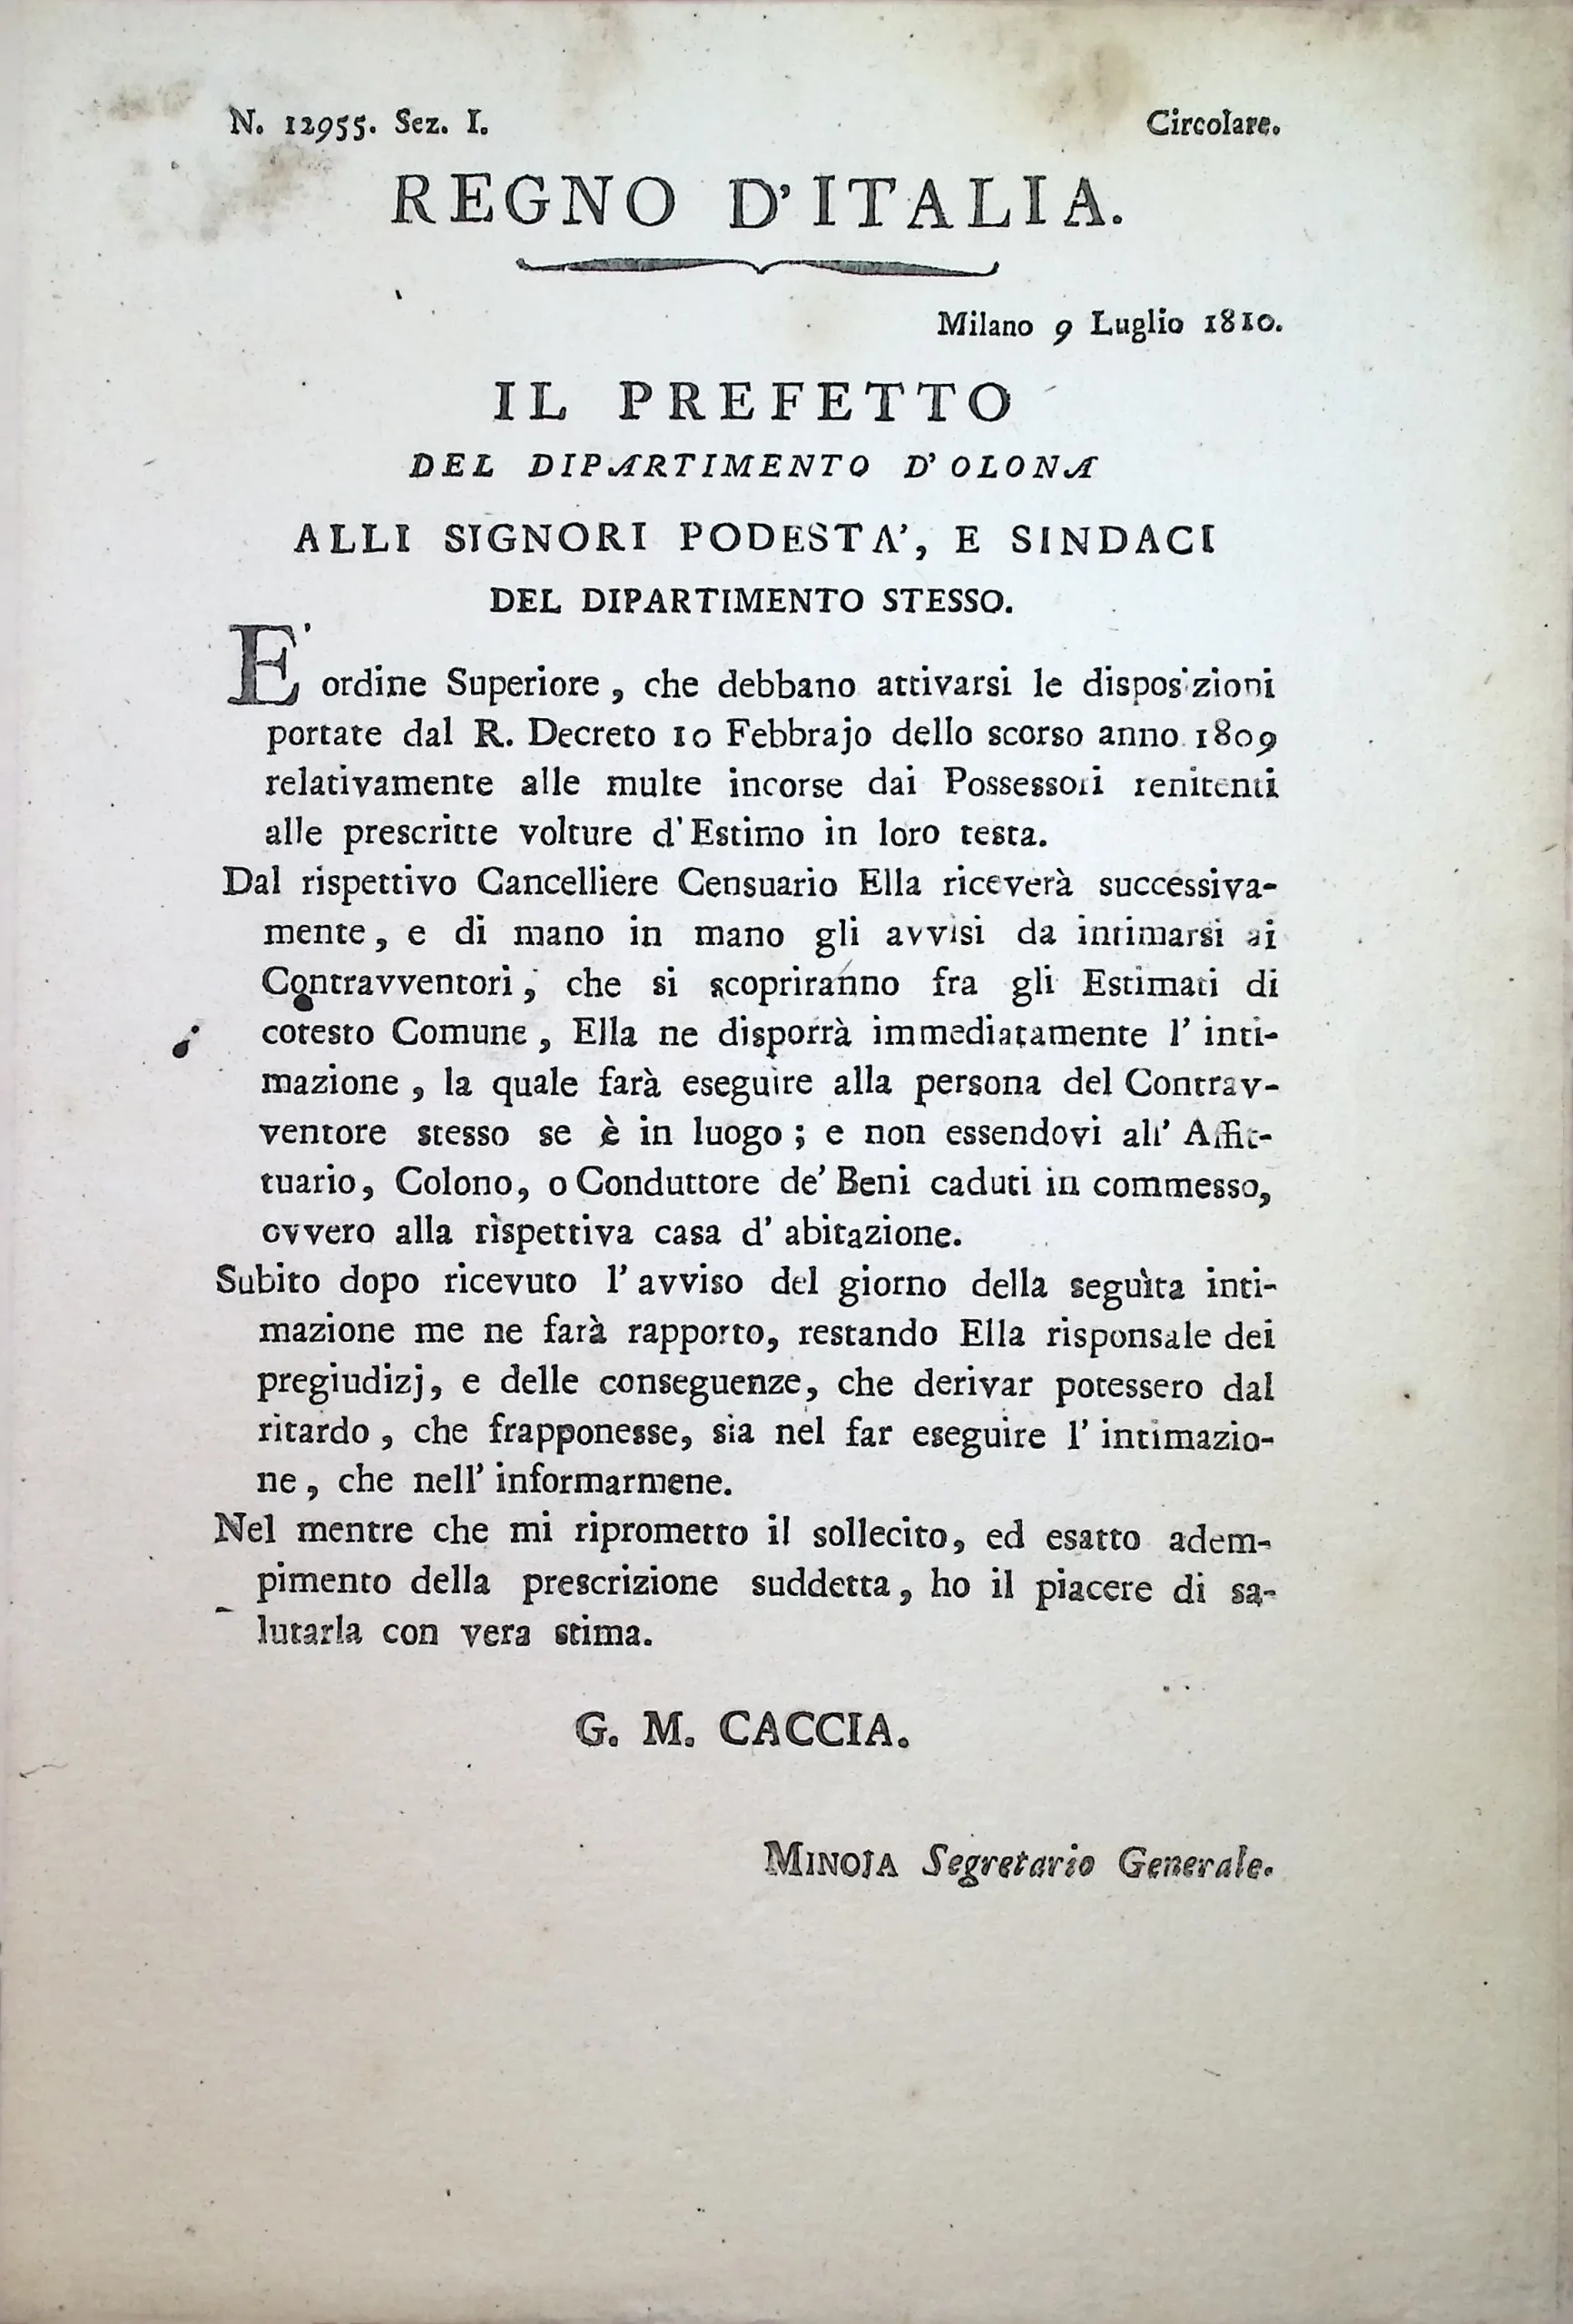 N. 12955. Sez. I. Circolare.
REGNO D'ITALIA.
Milano 9 Luglio 1810.
IL PREFETTO
DEL DIPARTIMENTO D'OLONA
ALLI SIGNORI PODESTA', E SINDACI
DEL DIPARTIMENTO STESSO.
E' ordine Superiore, che debbano attivarsi le disposizioni
portate dal R. Decreto 10 Febbrajo dello scorso anno 1809
relativamente alle multe incorse dai Possessori renitenti
alle prescritte volture d'Estimo in loro testa.
Dal rispettivo Cancelliere Censuario Ella riceverà successiva-
mente, e di mano in mano gli avvisi da intimarsi ai
Contravventori, che si scopriranno fra gli Estimati di
cotesto Comune, Ella ne disporrà immediatamente l'inti-
mazione, la quale farà eseguire alla persona del Contrav-
ventore stesso se è in luogo; e non essendovi all'Affit-
tuario, Colono, o Conduttore de' Beni caduti in commesso,
ovvero alla rispettiva casa d'abitazione.
Subito dopo ricevuto l'avviso del giorno della seguìta inti-
mazione me ne farà rapporto, restando Ella risponsale dei
pregiudizj, e delle conseguenze, che derivar potessero dal
ritardo, che frapponesse, sia nel far eseguire l'intimazio-
ne, che nell'informarmene.
Nel mentre che mi riprometto il sollecito, ed esatto adem-
pimento della prescrizione suddetta, ho il piacere di sa-
lutarla con vera stima.
G. M. CACCIA.
MINOJA Segretario Generale.